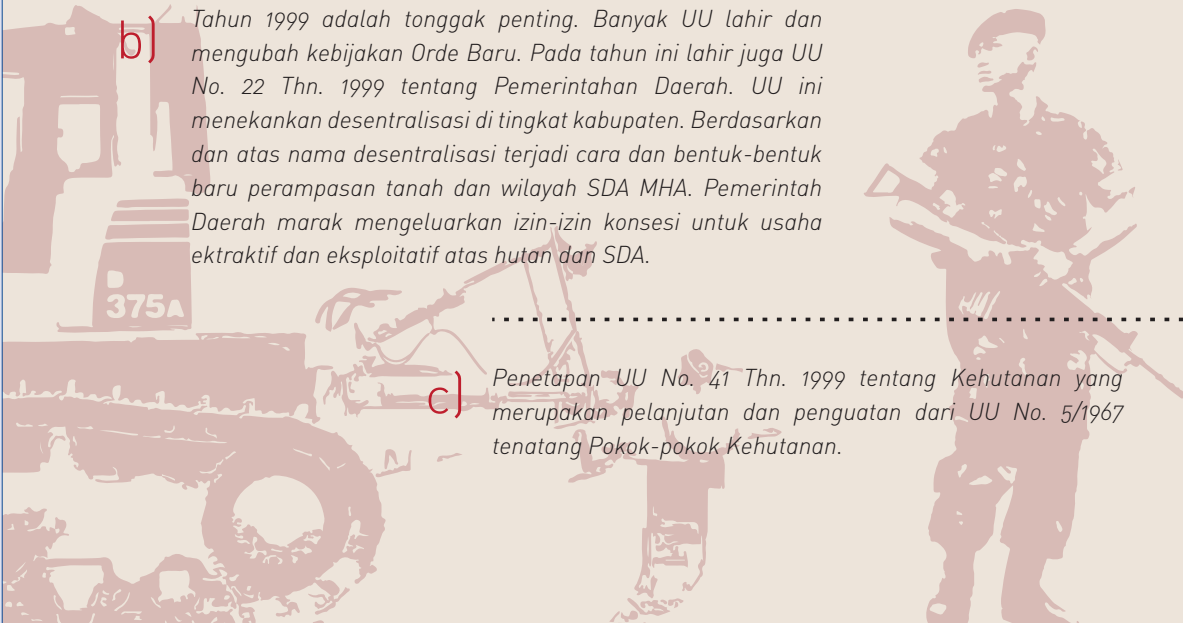 b)
Tahun 1999 adalah tonggak penting. Banyak UU lahir dan
mengubah kebijakan Orde Baru. Pada tahun ini lahir juga UU
No. 22 Thn. 1999 tentang Pemerintahan Daerah. UU ini
menekankan desentralisasi di tingkat kabupaten. Berdasarkan
dan atas nama desentralisasi terjadi cara dan bentuk-bentuk
baru perampasan tanah dan wilayah SDA MHA. Pemerintah
Daerah marak mengeluarkan izin-izin konsesi untuk usaha
ektraktif dan eksploitatif atas hutan dan SDA.
375A
c)
Penetapan UU No. 41 Thn. 1999 tentang Kehutanan yang
merupakan pelanjutan dan penguatan dari UU No. 5/1967
tenatang Pokok-pokok Kehutanan.